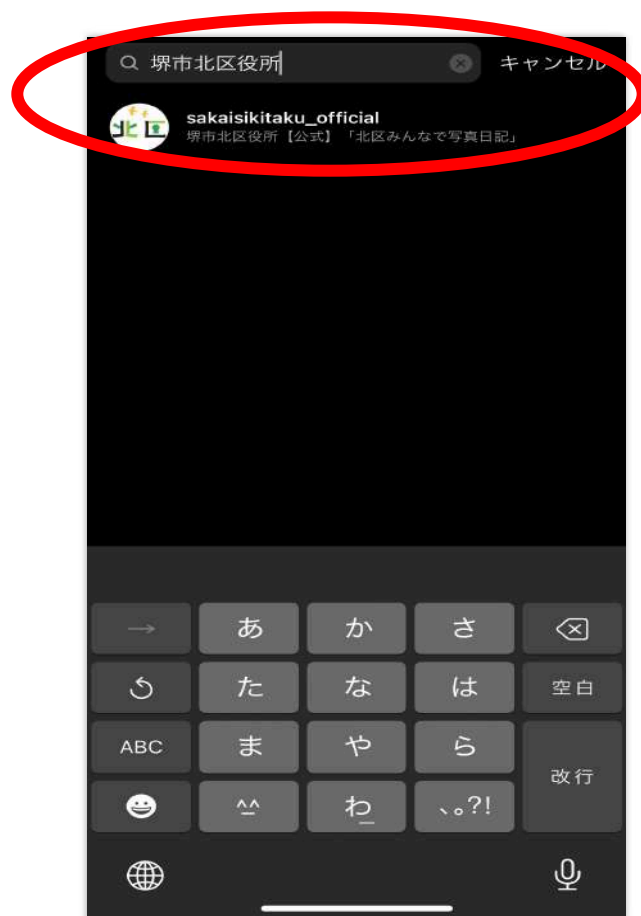 堺市北区役所 キャンセル
北区 sakaisikitaku_official
堺市北区役所【公式】「北区みんなで写真日記」
→ あ か さ
た な は 空白
ABC ま や ら 改行
^^ わ 、。?!